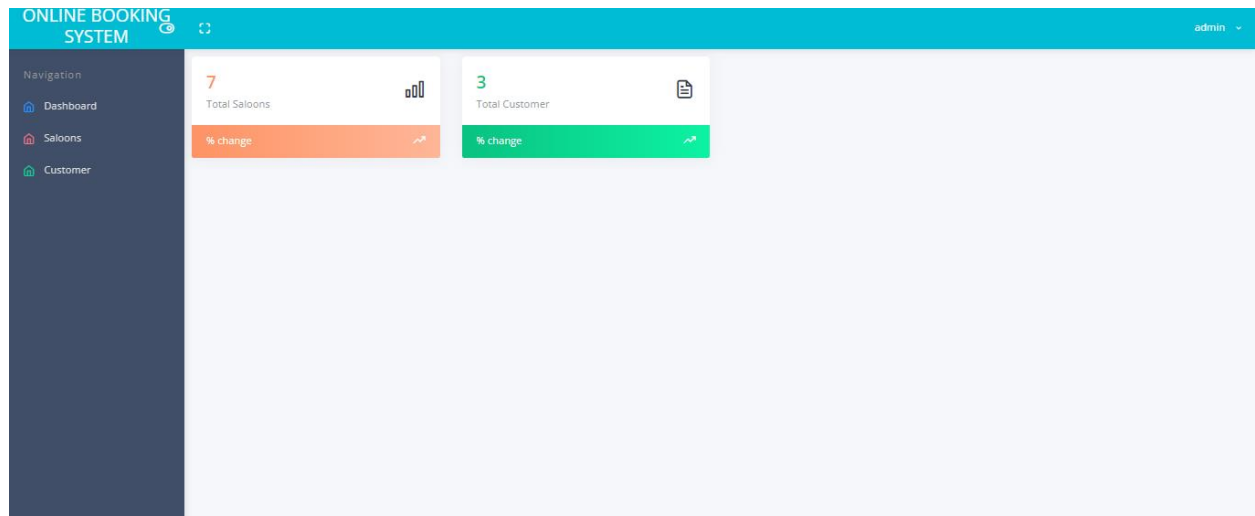 ONLINE BOOKING
SYSTEM
admin
Navigation
Dashboard
Saloons
Customer
7
Total Saloons
% change
3
Total Customer
% change